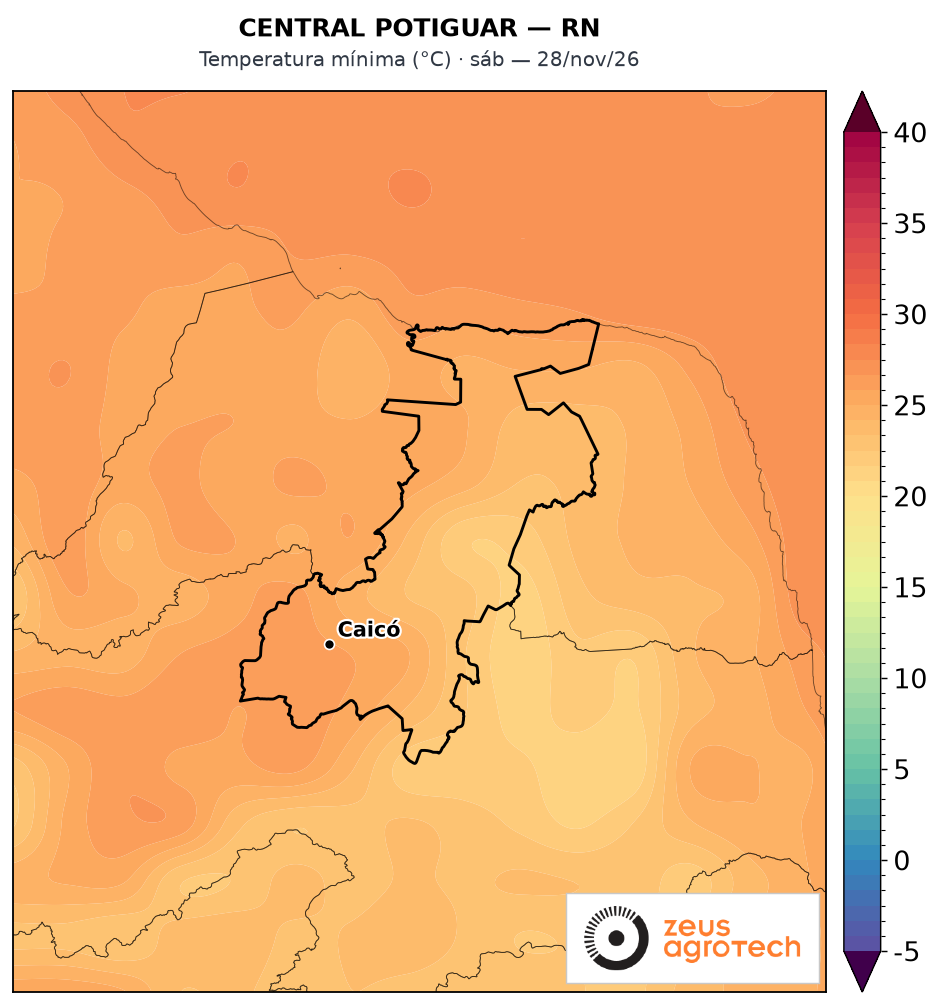 CENTRAL POTIGUAR — RN
Temperatura mínima (°C) · sáb — 28/nov/26
40
35
30
25
20
15
10
5
0
-5
Caicó
zeus
agrotech